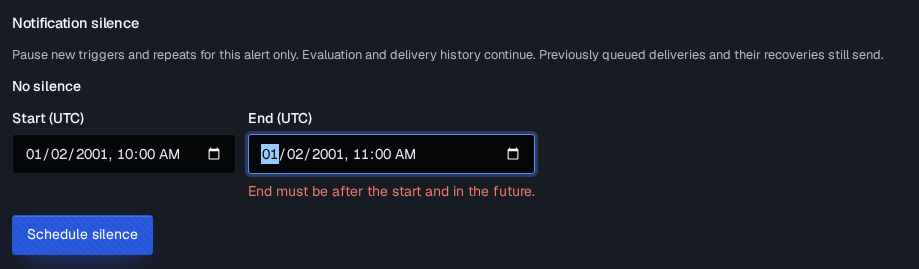 Notification silence
Pause new triggers and repeats for this alert only. Evaluation and delivery history continue. Previously queued deliveries and their recoveries still send.
No silence
Start (UTC) End (UTC)
01/02/2001, 10:00 AM 01/02/2001, 11:00 AM
End must be after the start and in the future.
Schedule silence